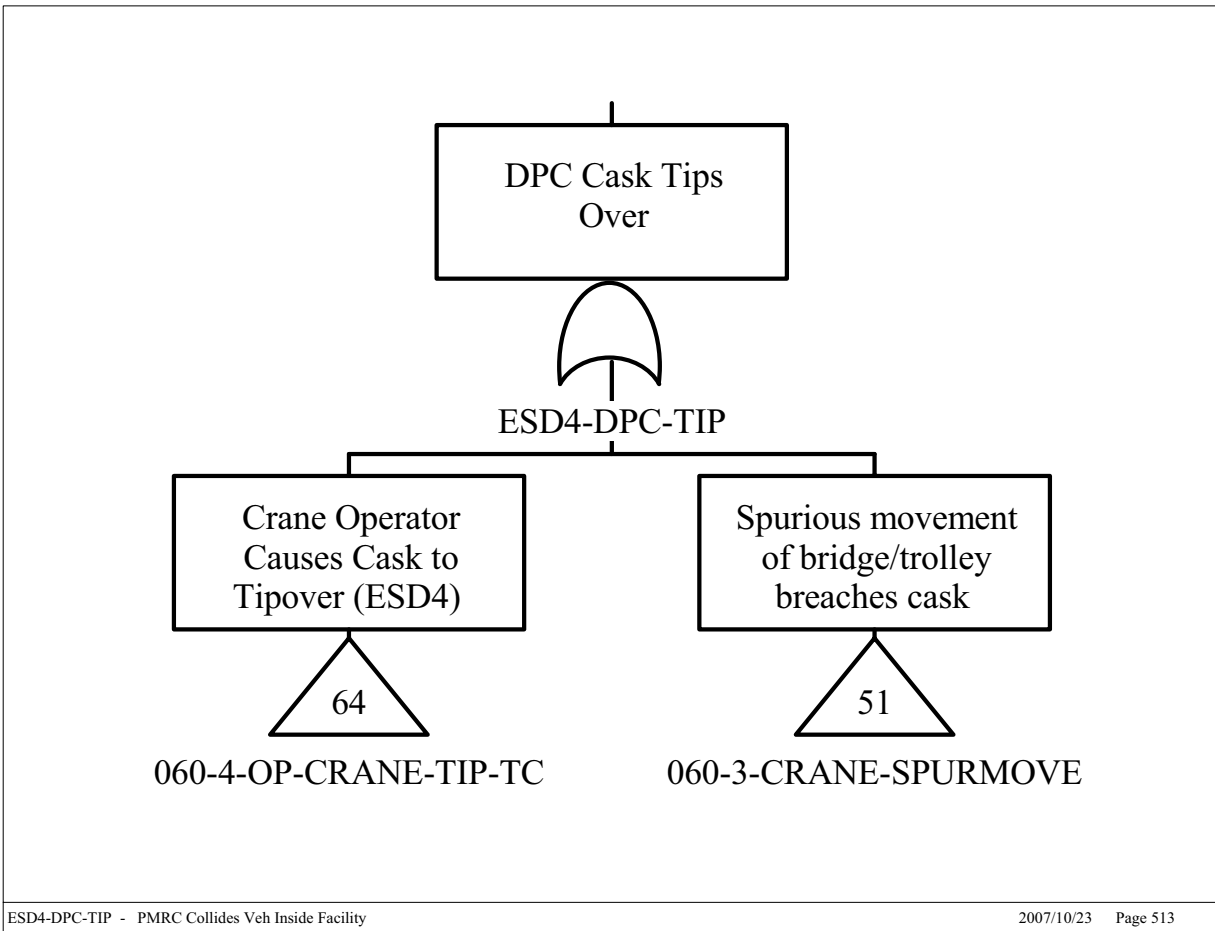 DPC Cask Tips
Over
ESD4-DPC-TIP
Crane Operator
Causes Cask to
Tipover (ESD4)
Spurious movement
of bridge/trolley
breaches cask
64
51
060-4-OP-CRANE-TIP-TC
060-3-CRANE-SPURMOVE
ESD4-DPC-TIP - PMRC Collides Veh Inside Facility
2007/10/23 Page 513